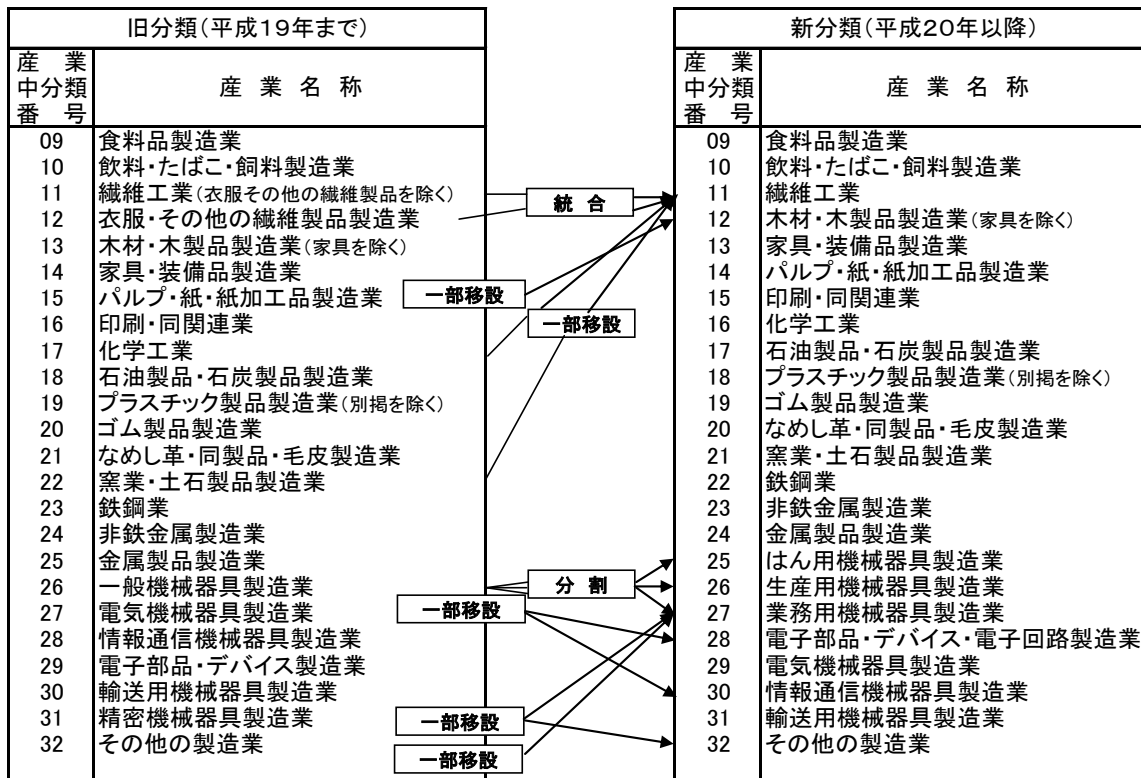 旧分類(平成19年まで)
産 業
中分類
番 号
産 業 名 称
09 食料品製造業
10 飲料・たばこ・飼料製造業
11 繊維工業(衣服その他の繊維製品を除く)
12 衣服・その他の繊維製品製造業
13 木材・木製品製造業(家具を除く)
14 家具・装備品製造業
15 パルプ・紙・紙加工品製造業
16 印刷・同関連業
17 化学工業
18 石油製品・石炭製品製造業
19 プラスチック製品製造業(別掲を除く)
20 ゴム製品製造業
21 なめし革・同製品・毛皮製造業
22 窯業・土石製品製造業
23 鉄鋼業
24 非鉄金属製造業
25 金属製品製造業
26 一般機械器具製造業
27 電気機械器具製造業
28 情報通信機械器具製造業
29 電子部品・デバイス製造業
30 輸送用機械器具製造業
31 精密機械器具製造業
32 その他の製造業
統 合
一部移設
一部移設
分 割
一部移設
一部移設
一部移設
新分類(平成20年以降)
産 業
中分類
番 号
産 業 名 称
09 食料品製造業
10 飲料・たばこ・飼料製造業
11 繊維工業
12 木材・木製品製造業(家具を除く)
13 家具・装備品製造業
14 パルプ・紙・紙加工品製造業
15 印刷・同関連業
16 化学工業
17 石油製品・石炭製品製造業
18 プラスチック製品製造業(別掲を除く)
19 ゴム製品製造業
20 なめし革・同製品・毛皮製造業
21 窯業・土石製品製造業
22 鉄鋼業
23 非鉄金属製造業
24 金属製品製造業
25 はん用機械器具製造業
26 生産用機械器具製造業
27 業務用機械器具製造業
28 電子部品・デバイス・電子回路製造業
29 電気機械器具製造業
30 情報通信機械器具製造業
31 輸送用機械器具製造業
32 その他の製造業